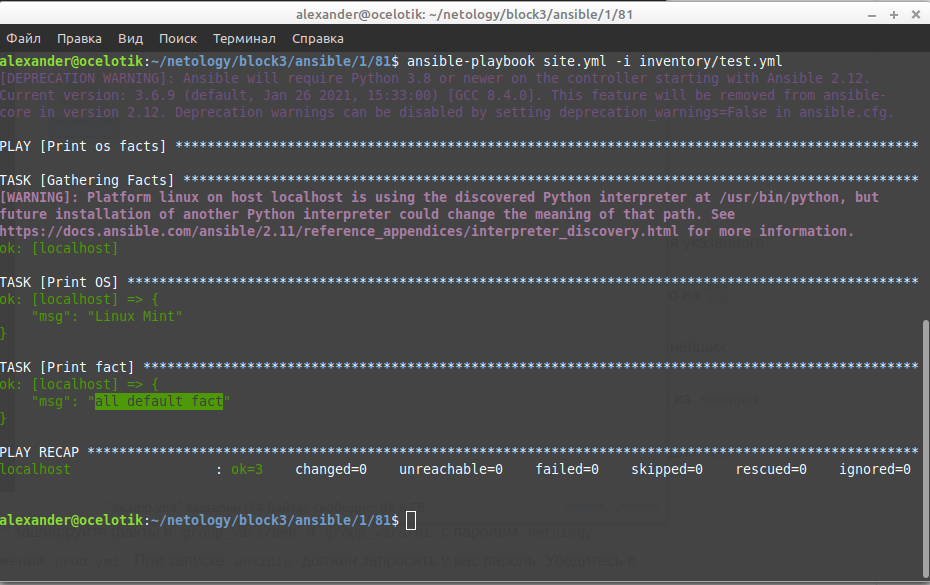 alexander@ocelotik: ~/netology/block3/ansible/1/81
Файл Правка Вид Поиск Терминал Справка
alexander@ocelotik:~/netology/block3/ansible/1/81$ ansible-playbook site.yml -i inventory/test.yml
[DEPRECATION WARNING]: Ansible will require Python 3.8 or newer on the controller starting with Ansible 2.12.
Current version: 3.6.9 (default, Jan 26 2021, 15:33:00) [GCC 8.4.0]. This feature will be removed from ansible-
core in version 2.12. Deprecation warnings can be disabled by setting deprecation_warnings=False in ansible.cfg.
PLAY [Print os facts] *********************************************************************************************
TASK [Gathering Facts] ********************************************************************************************
[WARNING]: Platform linux on host localhost is using the discovered Python interpreter at /usr/bin/python, but
future installation of another Python interpreter could change the meaning of that path. See
https://docs.ansible.com/ansible/2.11/reference_appendices/interpreter_discovery.html for more information.
ok: [localhost]
TASK [Print OS] ***************************************************************************************************
ok: [localhost] => {
    "msg": "Linux Mint"
}
TASK [Print fact] *************************************************************************************************
ok: [localhost] => {
    "msg": "all default fact"
}
PLAY RECAP ********************************************************************************************************
localhost                  : ok=3    changed=0    unreachable=0    failed=0    skipped=0    rescued=0    ignored=0
alexander@ocelotik:~/netology/block3/ansible/1/81$